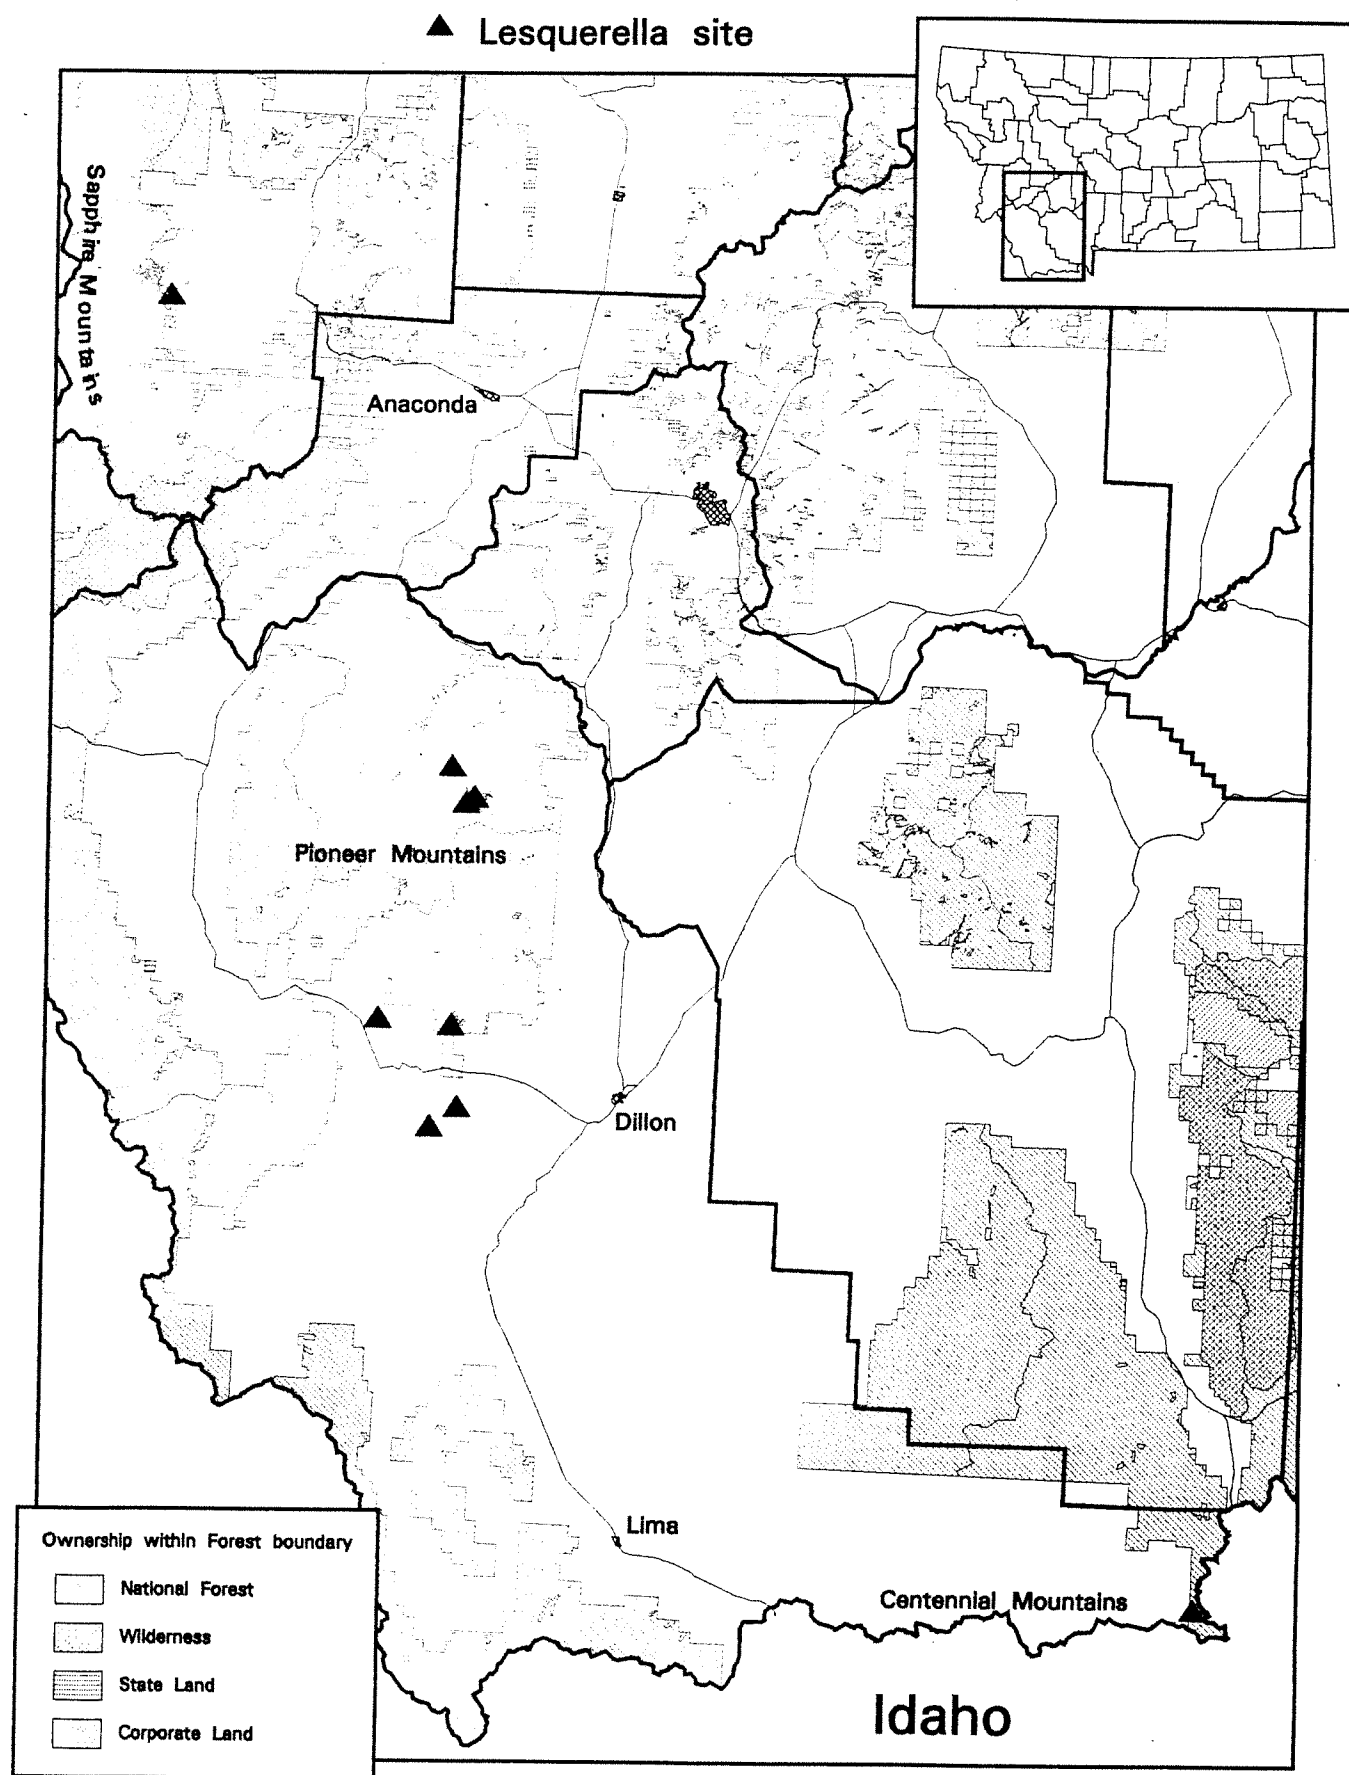 Lesquerella site
Sapphire Mountains
Anaconda
Pioneer Mountains
Dillon
Lima
Centennial Mountains
Idaho
Ownership within Forest boundary
National Forest
Wilderness
State Land
Corporate Land